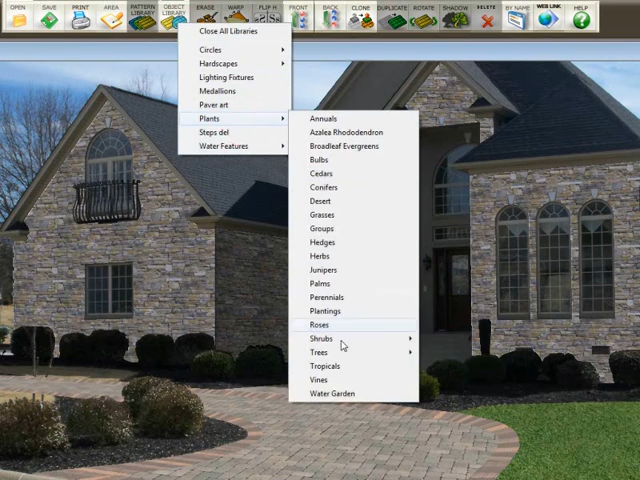 OPEN
SAVE
PRINT
AREA
PATTERN LIBRARY
OBJECT LIBRARY
ERASE
WARP
FLIP H
FRONT
BACK
CLONE
DUPLICATE
ROTATE
SHADOW
DELETE
BY NAME
WEB LINK
HELP
Close All Libraries
Circles
Hardscapes
Lighting Fixtures
Medallions
Paver art
Plants
Steps del
Water Features
Annuals
Azalea Rhododendron
Broadleaf Evergreens
Bulbs
Cedars
Conifers
Desert
Grasses
Groups
Hedges
Herbs
Junipers
Palms
Perennials
Plantings
Roses
Shrubs
Trees
Tropicals
Vines
Water Garden